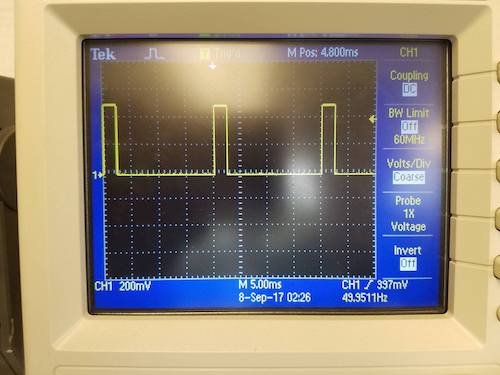 Tek M Pos: 4.800ms CH1
Coupling
DC
BW Limit
Off
60MHz
Volts/Div
Coarse
Probe
1X
Voltage
Invert
Off
1
CH1 200mV M 5.00ms CH1 397mV
8-Sep-17 02:26 49.9511Hz